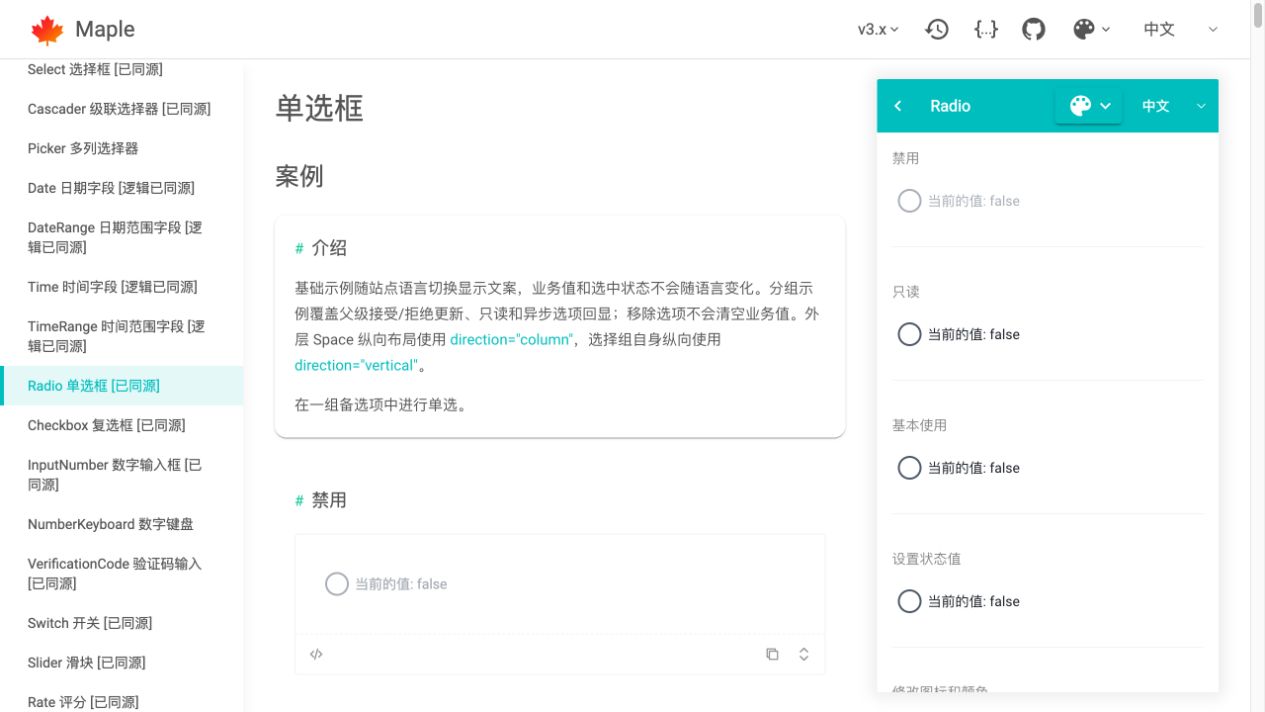 Maple
v3.x
{...}
中文
Select 选择框 [已同源]
Cascader 级联选择器 [已同源]
Picker 多列选择器
Date 日期字段 [逻辑已同源]
DateRange 日期范围字段 [逻
辑已同源]
Time 时间字段 [逻辑已同源]
TimeRange 时间范围字段 [逻
辑已同源]
Radio 单选框 [已同源]
Checkbox 复选框 [已同源]
InputNumber 数字输入框 [已
同源]
NumberKeyboard 数字键盘
VerificationCode 验证码输入
[已同源]
Switch 开关 [已同源]
Slider 滑块 [已同源]
Rate 评分 [已同源]
单选框
案例
# 介绍
基础示例随站点语言切换显示文案，业务值和选中状态不会随语言变化。分组示
例覆盖父级接受/拒绝更新、只读和异步选项回显；移除选项不会清空业务值。外
层 Space 纵向布局使用 direction="column"，选择组自身纵向使用
direction="vertical"。
在一组备选项中进行单选。
# 禁用
当前的值: false
Radio
中文
禁用
当前的值: false
只读
当前的值: false
基本使用
当前的值: false
设置状态值
当前的值: false
修改图标和颜色